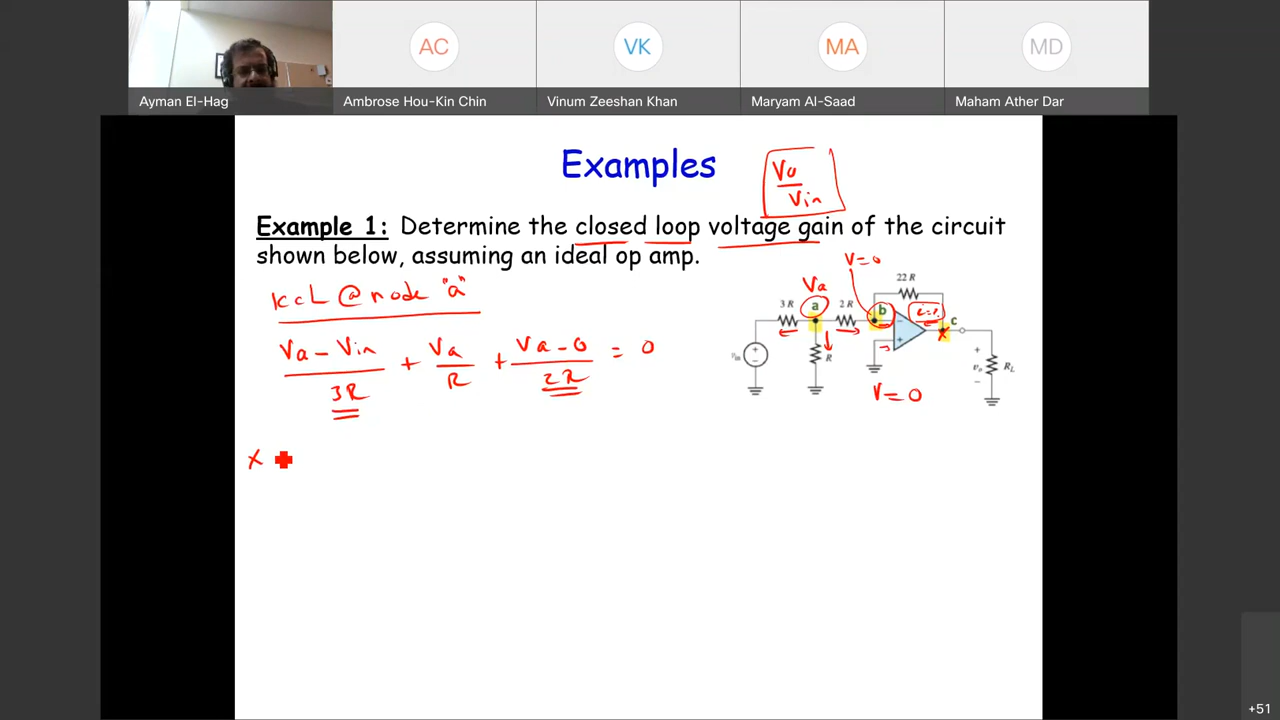 AC
VK
MA
MD
Ayman El-Hag
Ambrose Hou-Kin Chin
Vinum Zeeshan Khan
Maryam Al-Saad
Maham Ather Dar
Examples
Vo
Vin
Example 1: Determine the closed loop voltage gain of the circuit
shown below, assuming an ideal op amp.
KCL @ node "a"
Va - Vin / 3R + Va / R + Va - 0 / 2R = 0
x
V=0
Va
22 R
3 R
a
2 R
b
c
R
vin
+
-
vo
RL
V=0
+51